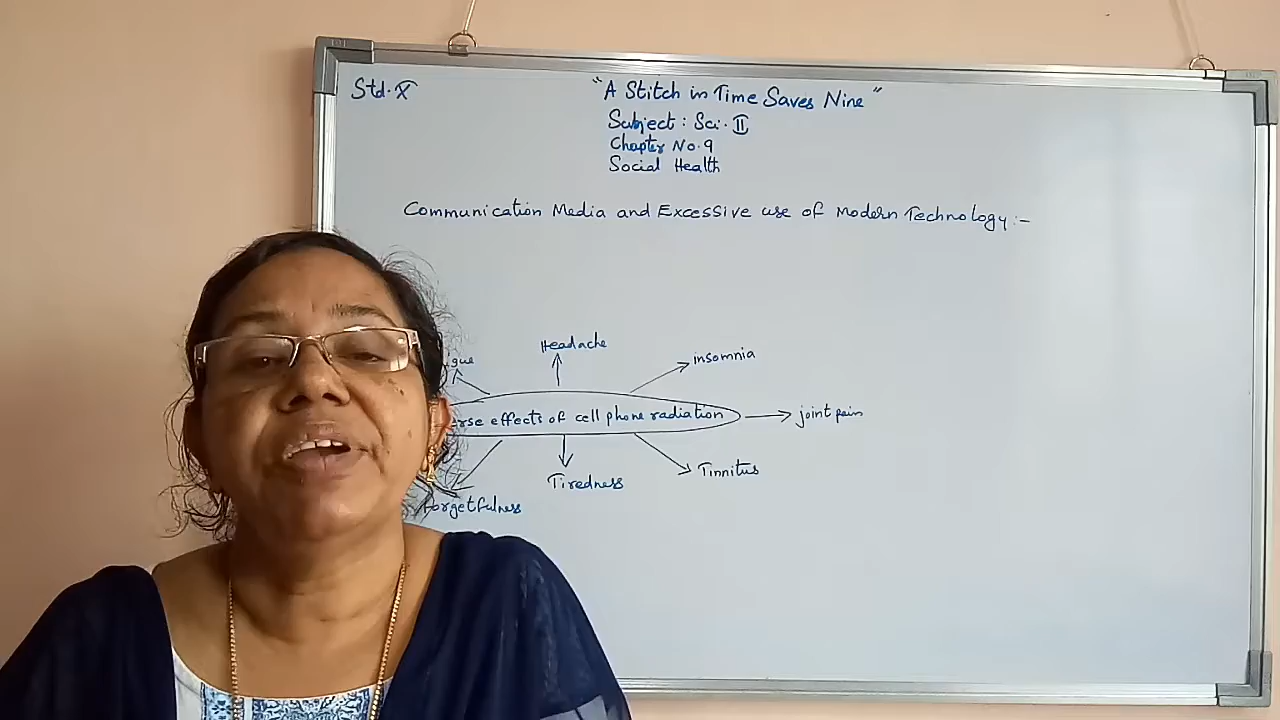 Std. X
"A Stitch in Time Saves Nine"
Subject : Sci. II
Chapter No. 9
Social Health
Communication Media and Excessive use of Modern Technology :-
Headache
insomnia
effects of cell phone radiation
joint pain
Tiredness
Tinnitus
Forgetfulness